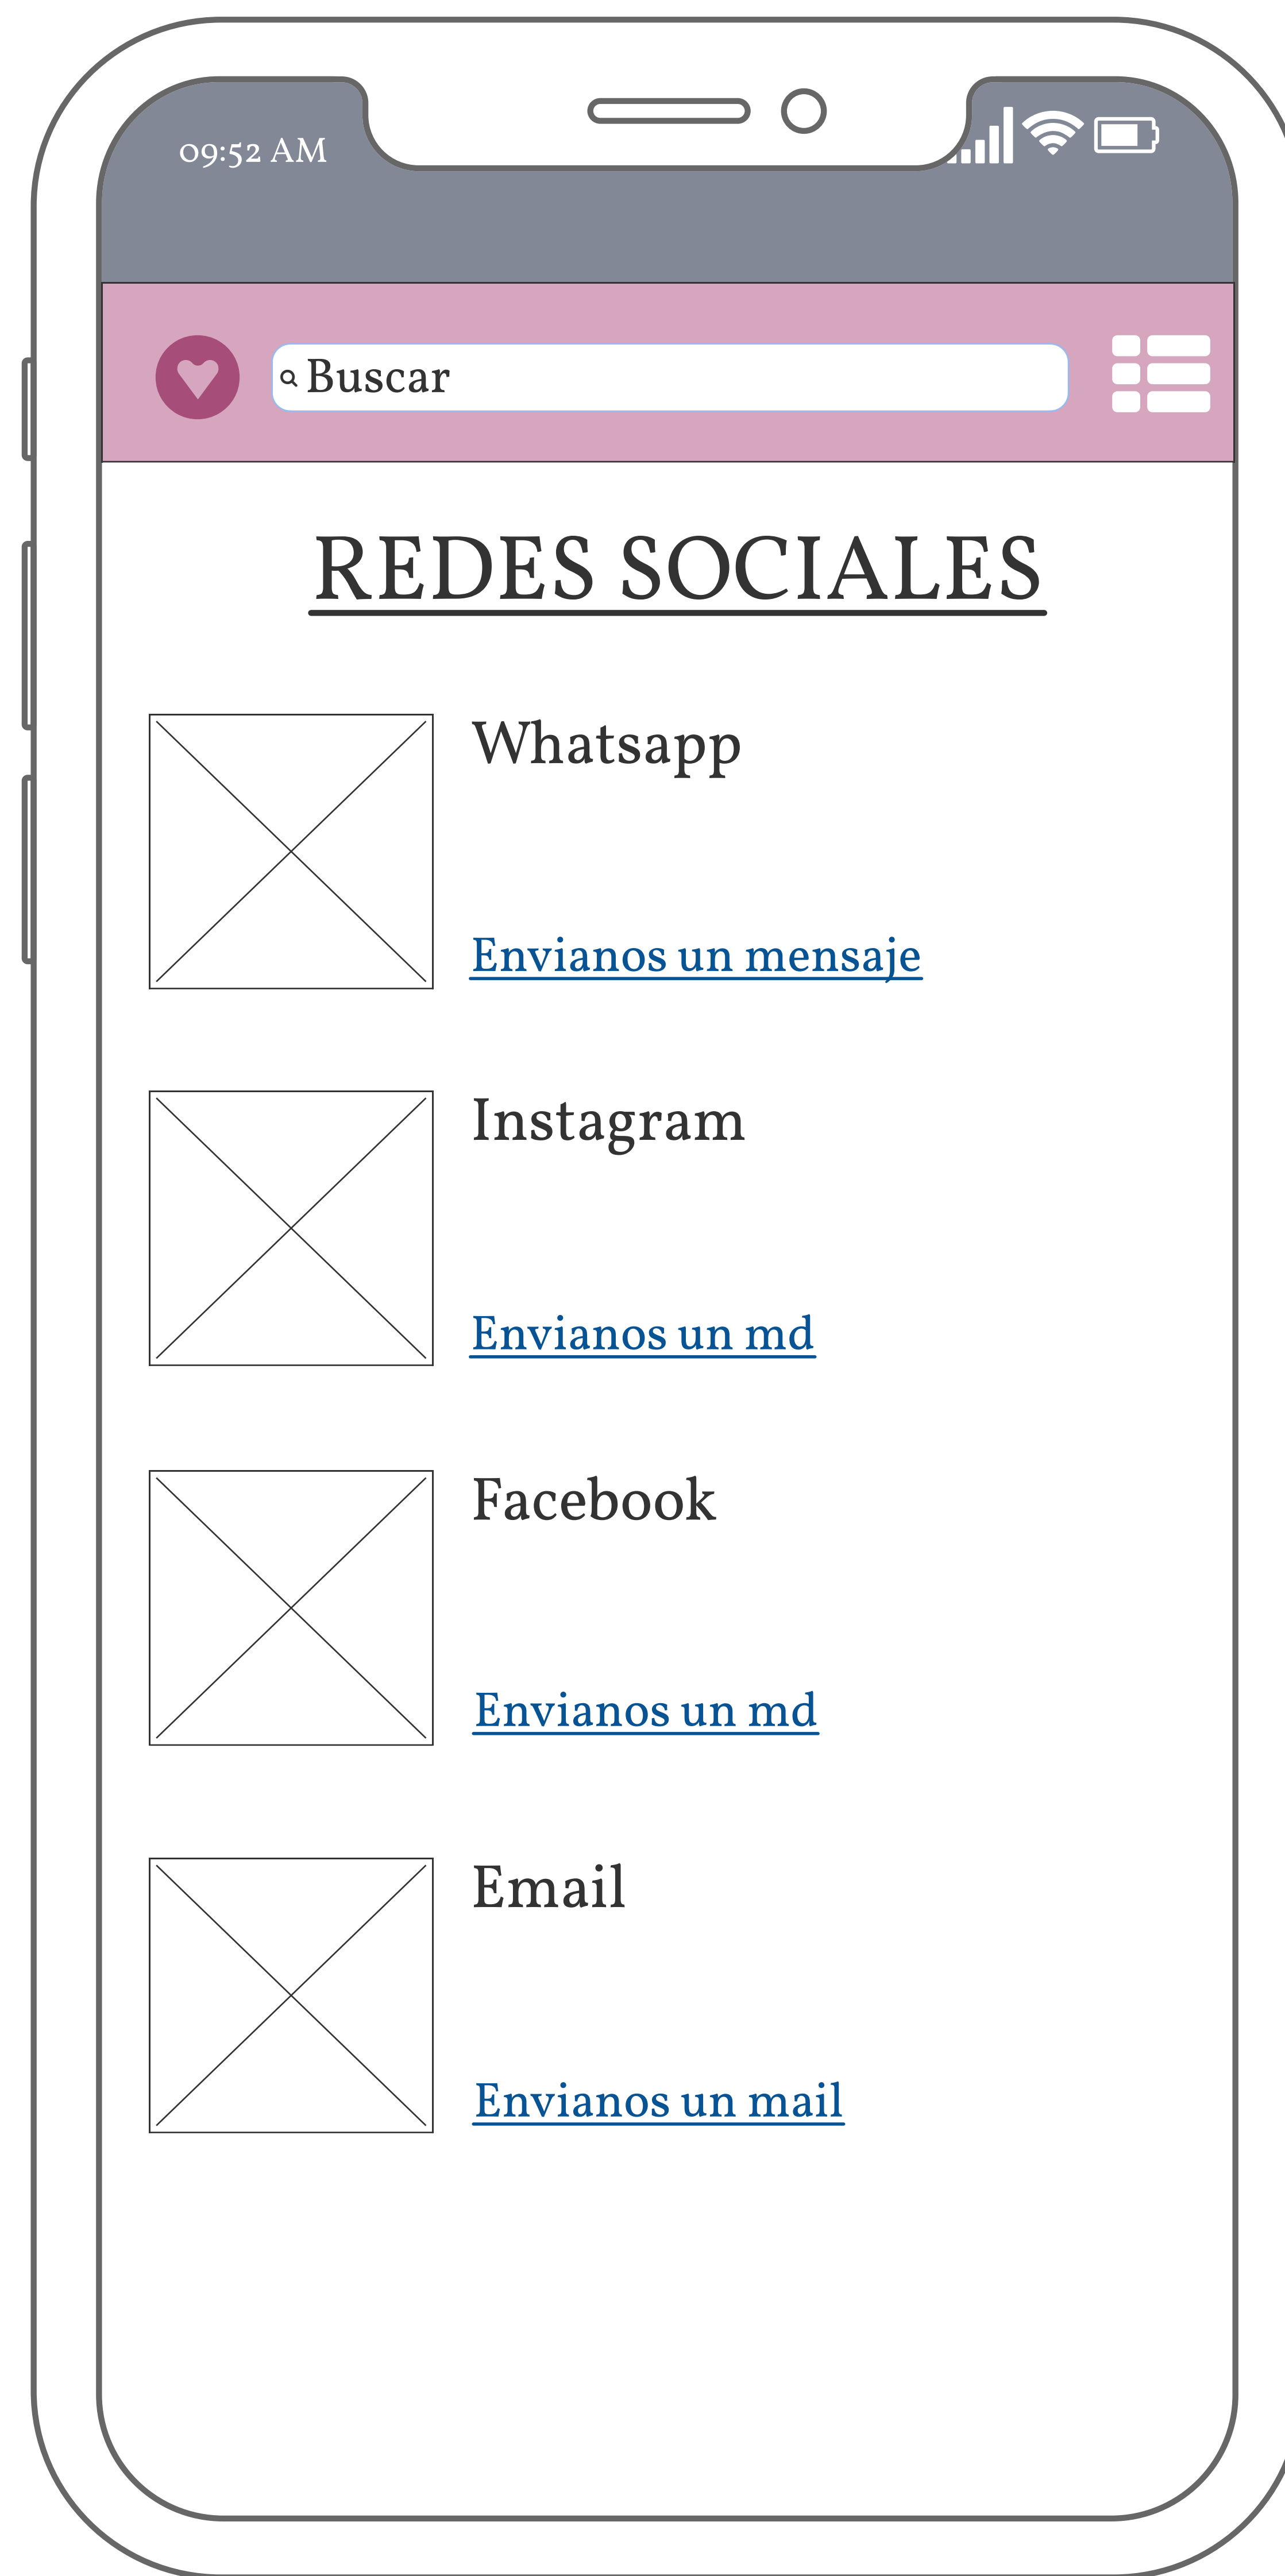 09:52 AM
Buscar
REDES SOCIALES
Whatsapp
Envianos un mensaje
Instagram
Envianos un md
Facebook
Envianos un md
Email
Envianos un mail